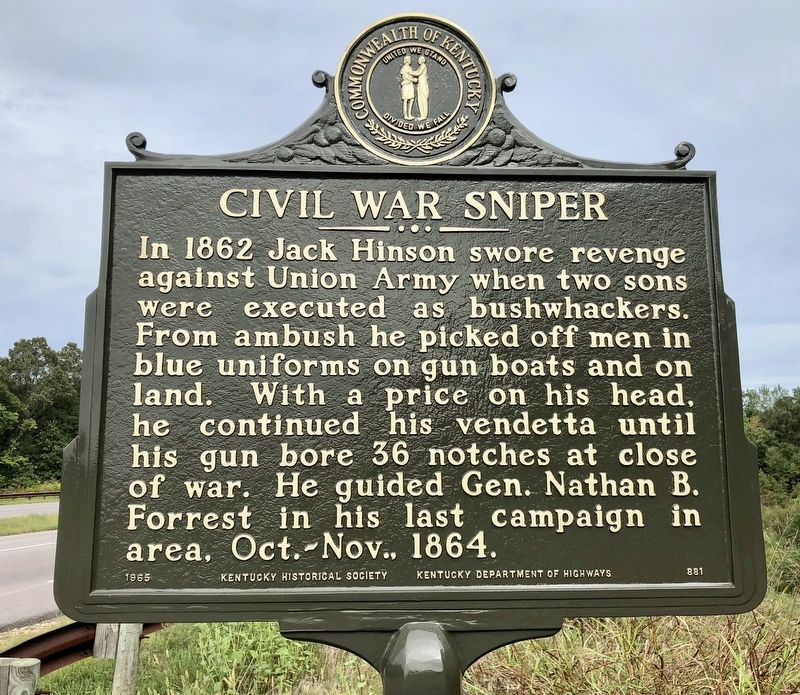 COMMONWEALTH OF KENTUCKY
UNITED WE STAND
DIVIDED WE FALL
CIVIL WAR SNIPER
In 1862 Jack Hinson swore revenge
against Union Army when two sons
were executed as bushwhackers.
From ambush he picked off men in
blue uniforms on gun boats and on
land. With a price on his head,
he continued his vendetta until
his gun bore 36 notches at close
of war. He guided Gen. Nathan B.
Forrest in his last campaign in
area, Oct.-Nov., 1864.
1965 KENTUCKY HISTORICAL SOCIETY KENTUCKY DEPARTMENT OF HIGHWAYS 881